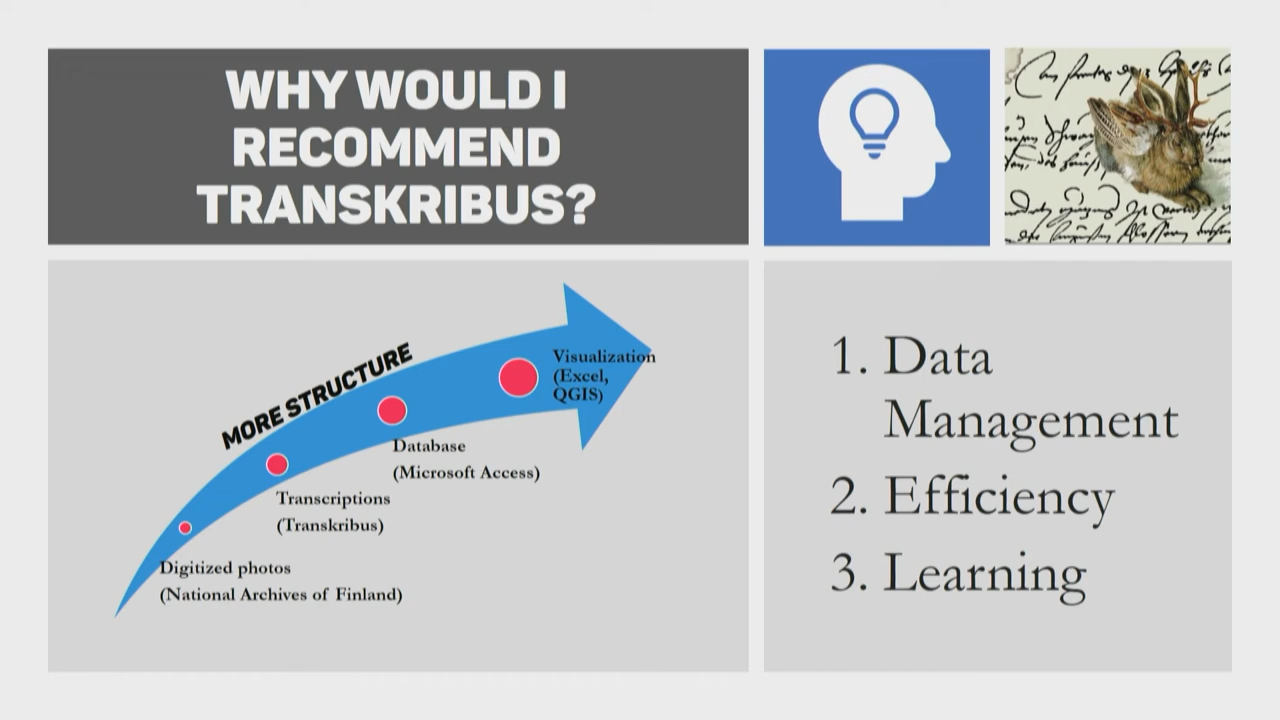 WHY WOULD I
RECOMMEND
TRANSKRIBUS?
MORE STRUCTURE
Visualization
(Excel,
QGIS)
Database
(Microsoft Access)
Transcriptions
(Transkribus)
Digitized photos
(National Archives of Finland)
1. Data
Management
2. Efficiency
3. Learning